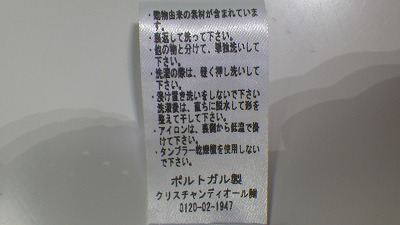 ・動物由来の素材が含まれていま
す。
・裏返して洗って下さい。
・他の物と分けて、単独洗いして
下さい。
・洗濯の際は、軽く押し洗いして
下さい。
・浸け置き洗いをしないで下さい
・洗濯後は、直ちに脱水して形を
整えて干して下さい。
・アイロンは、裏側から低温で掛
けて下さい。
・タンブラー乾燥機を使用しない
で下さい。
ポルトガル製
クリスチャンディオール㈱
0120-02-1947